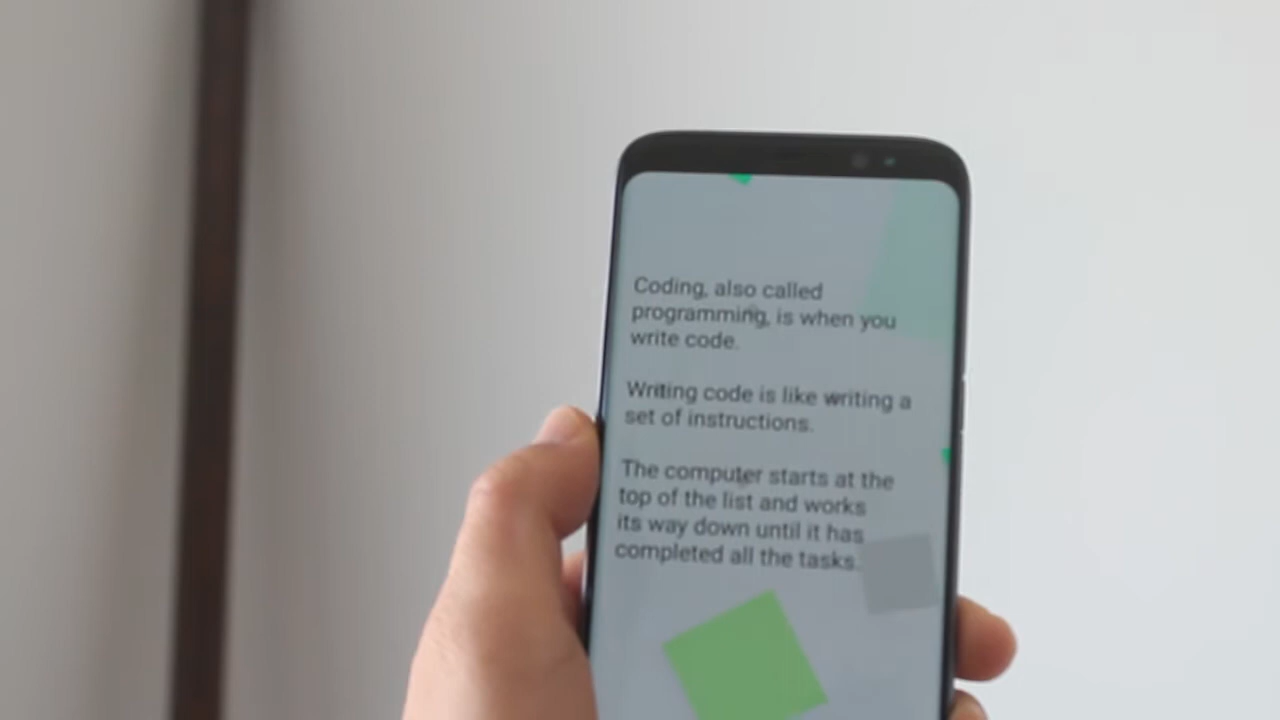 Coding, also called
programming, is when you
write code.
Writing code is like writing a
set of instructions.
The computer starts at the
top of the list and works
its way down until it has
completed all the tasks.